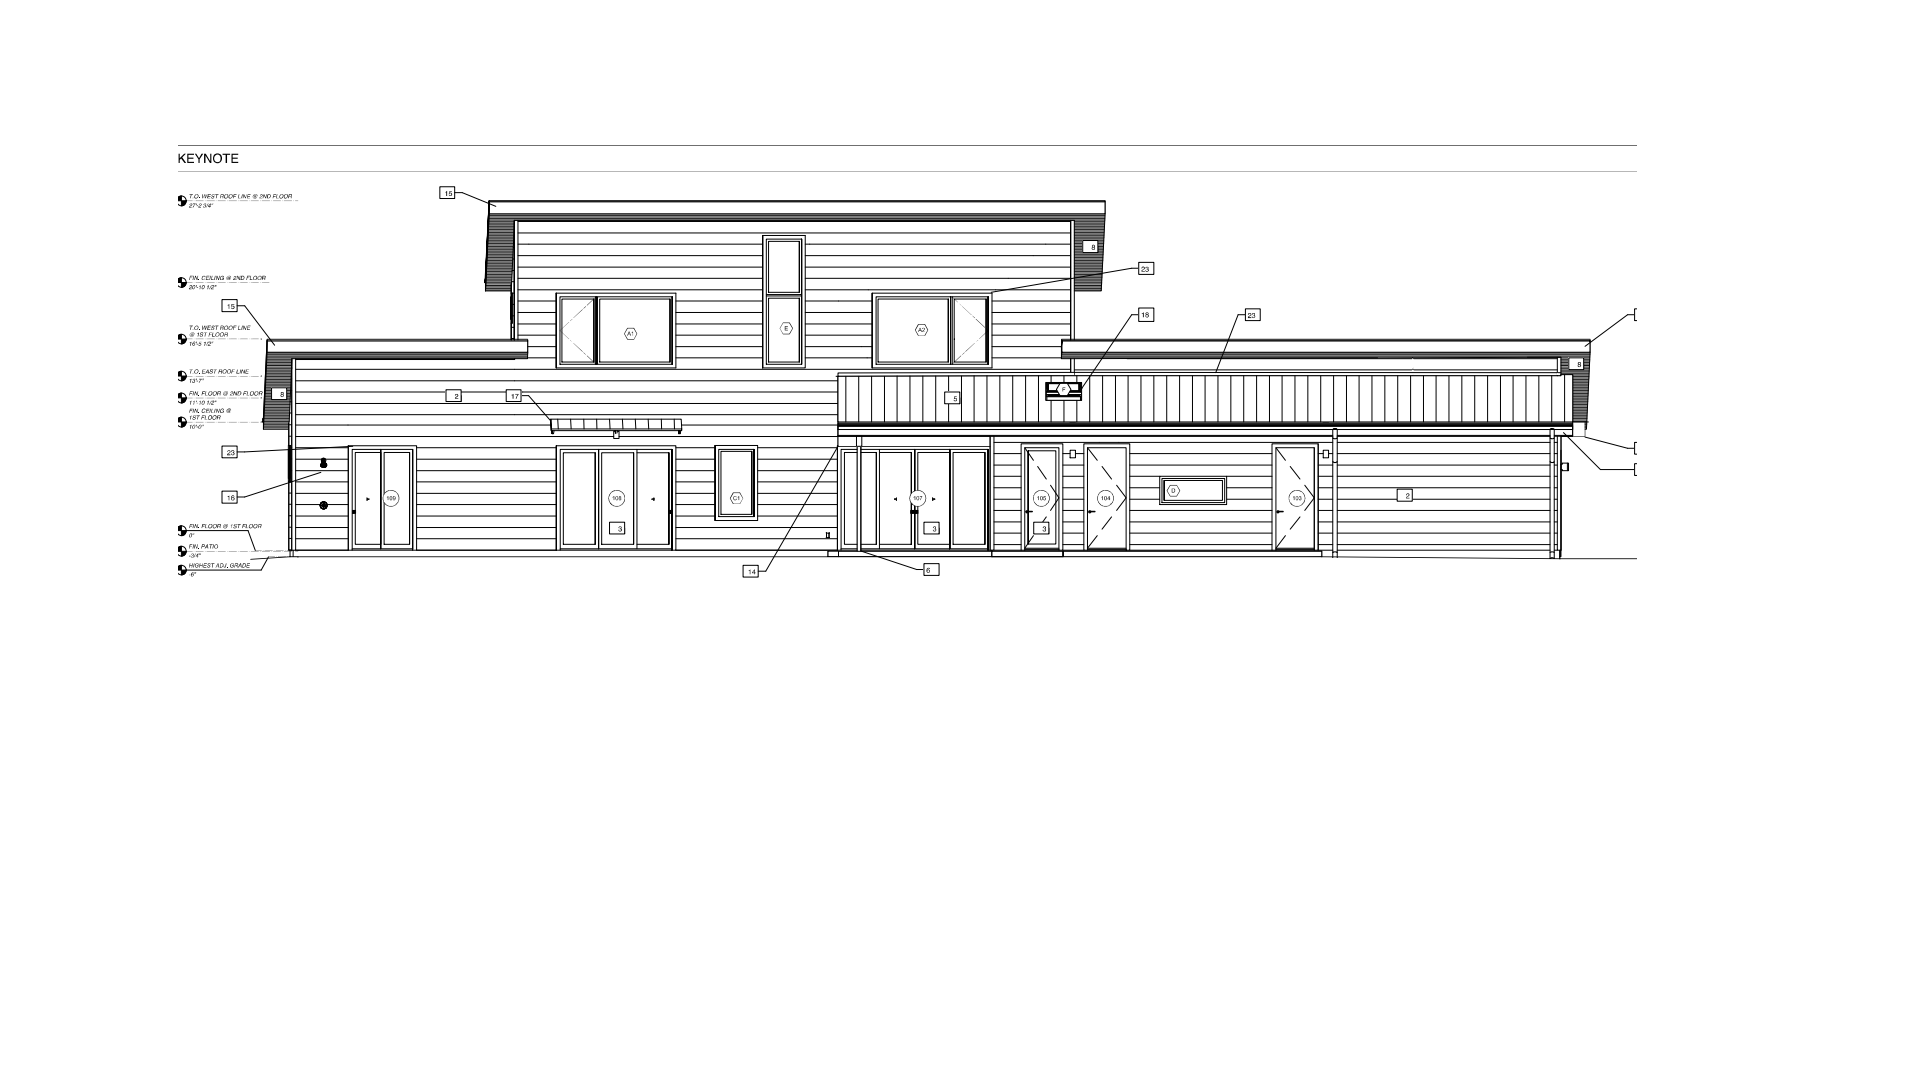 KEYNOTE
T.O. WEST ROOF LINE @ 2ND FLOOR
27'-2 3/4"
15
8
FIN. CEILING @ 2ND FLOOR
20'-10 1/2"
23
15
18
23
T.O. WEST ROOF LINE
@ 1ST FLOOR
16'-5 1/2"
A1
E
A2
8
T.O. EAST ROOF LINE
13'-7"
FIN. FLOOR @ 2ND FLOOR
11'-10 1/2"
8
2
17
5
F
FIN. CEILING @
1ST FLOOR
10'-0"
23
16
109
108
C1
107
105
104
D
103
2
3
3
3
FIN. FLOOR @ 1ST FLOOR
0"
FIN. PATIO
-3/4"
HIGHEST ADJ. GRADE
-6"
14
6